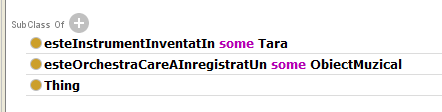 SubClass Of
esteInstrumentInventatIn some Tara
esteOrchestraCareAInregistratUn some ObiectMuzical
Thing